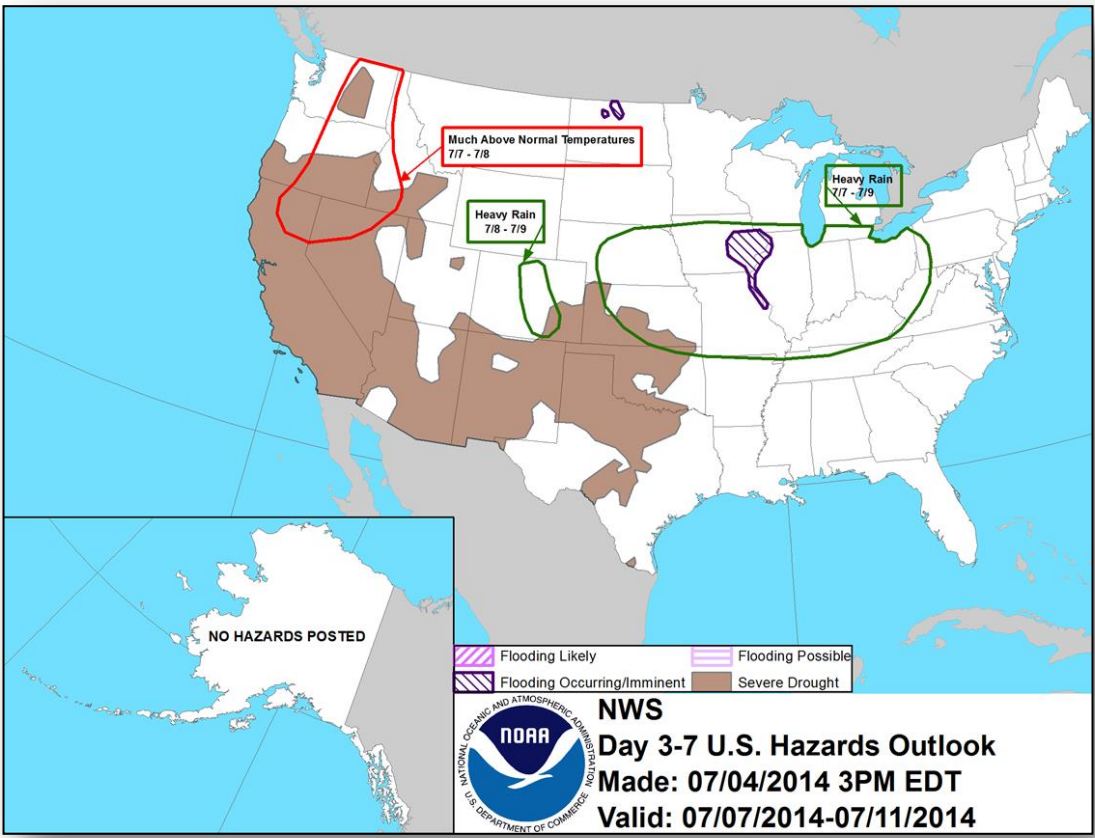 Much Above Normal Temperatures
7/7 - 7/8
Heavy Rain
7/7 - 7/9
Heavy Rain
7/8 - 7/9
NO HAZARDS POSTED
Flooding Likely
Flooding Possible
Flooding Occurring/Imminent
Severe Drought
NATIONAL OCEANIC AND ATMOSPHERIC ADMINISTRATION
NOAA
U.S. DEPARTMENT OF COMMERCE
NWS
Day 3-7 U.S. Hazards Outlook
Made: 07/04/2014 3PM EDT
Valid: 07/07/2014-07/11/2014